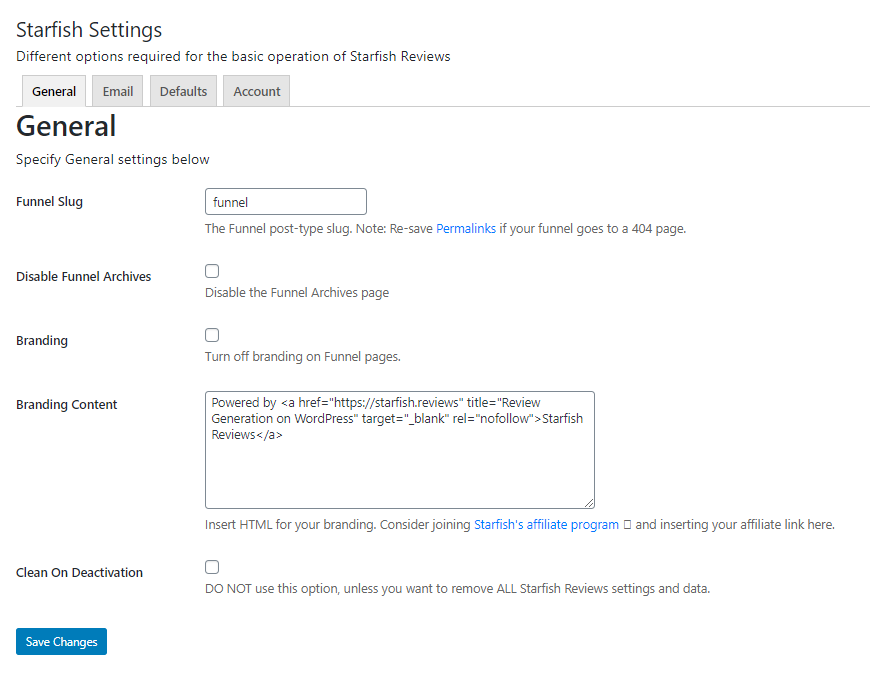 Starfish Settings
Different options required for the basic operation of Starfish Reviews
General Email Defaults Account
General
Specify General settings below
Funnel Slug
funnel
The Funnel post-type slug. Note: Re-save Permalinks if your funnel goes to a 404 page.
Disable Funnel Archives
Disable the Funnel Archives page
Branding
Turn off branding on Funnel pages.
Branding Content
Powered by <a href="https://starfish.reviews" title="Review
Generation on WordPress" target="_blank" rel="nofollow">Starfish
Reviews</a>
Insert HTML for your branding. Consider joining Starfish's affiliate program and inserting your affiliate link here.
Clean On Deactivation
DO NOT use this option, unless you want to remove ALL Starfish Reviews settings and data.
Save Changes